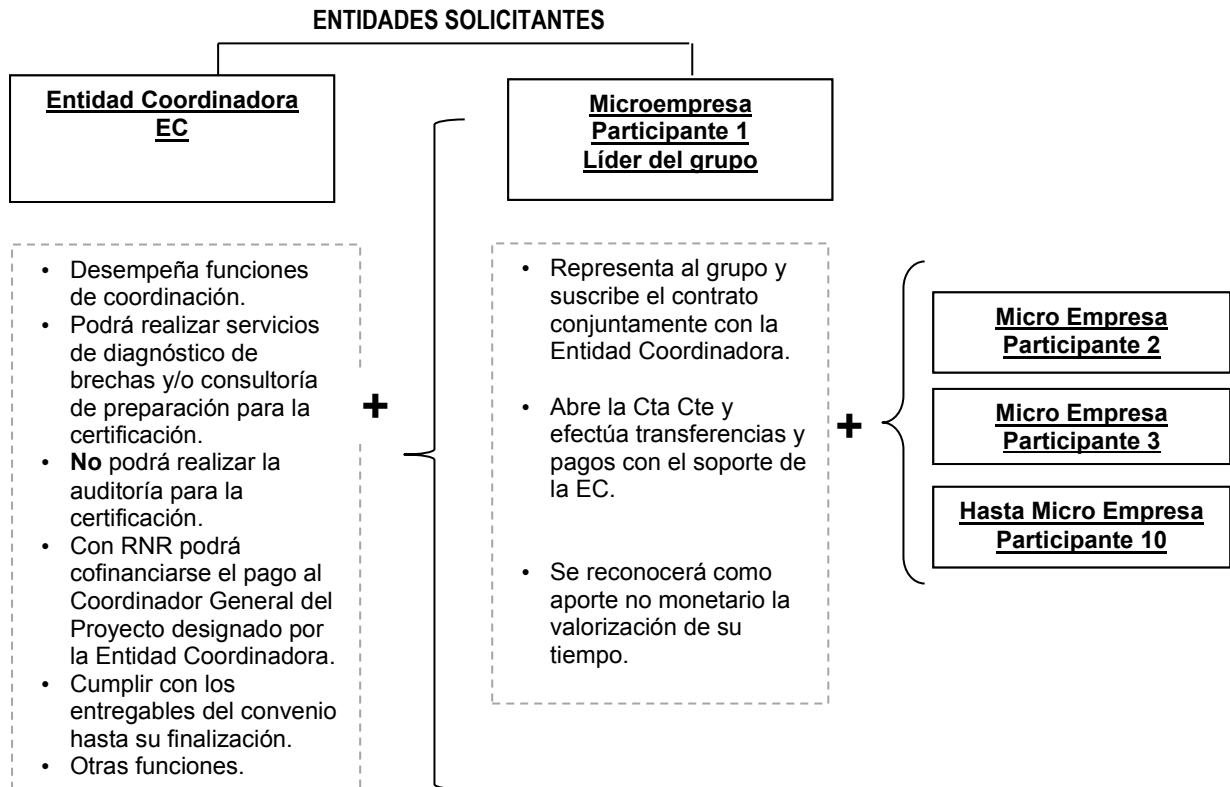 ENTIDADES SOLICITANTES
Entidad Coordinadora
EC
Microempresa
Participante 1
Líder del grupo
• Desempeña funciones
de coordinación.
• Podrá realizar servicios
de diagnóstico de
brechas y/o consultoría
de preparación para la
certificación.
• No podrá realizar la
auditoría para la
certificación.
• Con RNR podrá
cofinanciarse el pago al
Coordinador General del
Proyecto designado por
la Entidad Coordinadora.
• Cumplir con los
entregables del convenio
hasta su finalización.
• Otras funciones.
+
• Representa al grupo y
suscribe el contrato
conjuntamente con la
Entidad Coordinadora.
• Abre la Cta Cte y
efectúa transferencias y
pagos con el soporte de
la EC.
• Se reconocerá como
aporte no monetario la
valorización de su
tiempo.
+
Micro Empresa
Participante 2
Micro Empresa
Participante 3
Hasta Micro Empresa
Participante 10